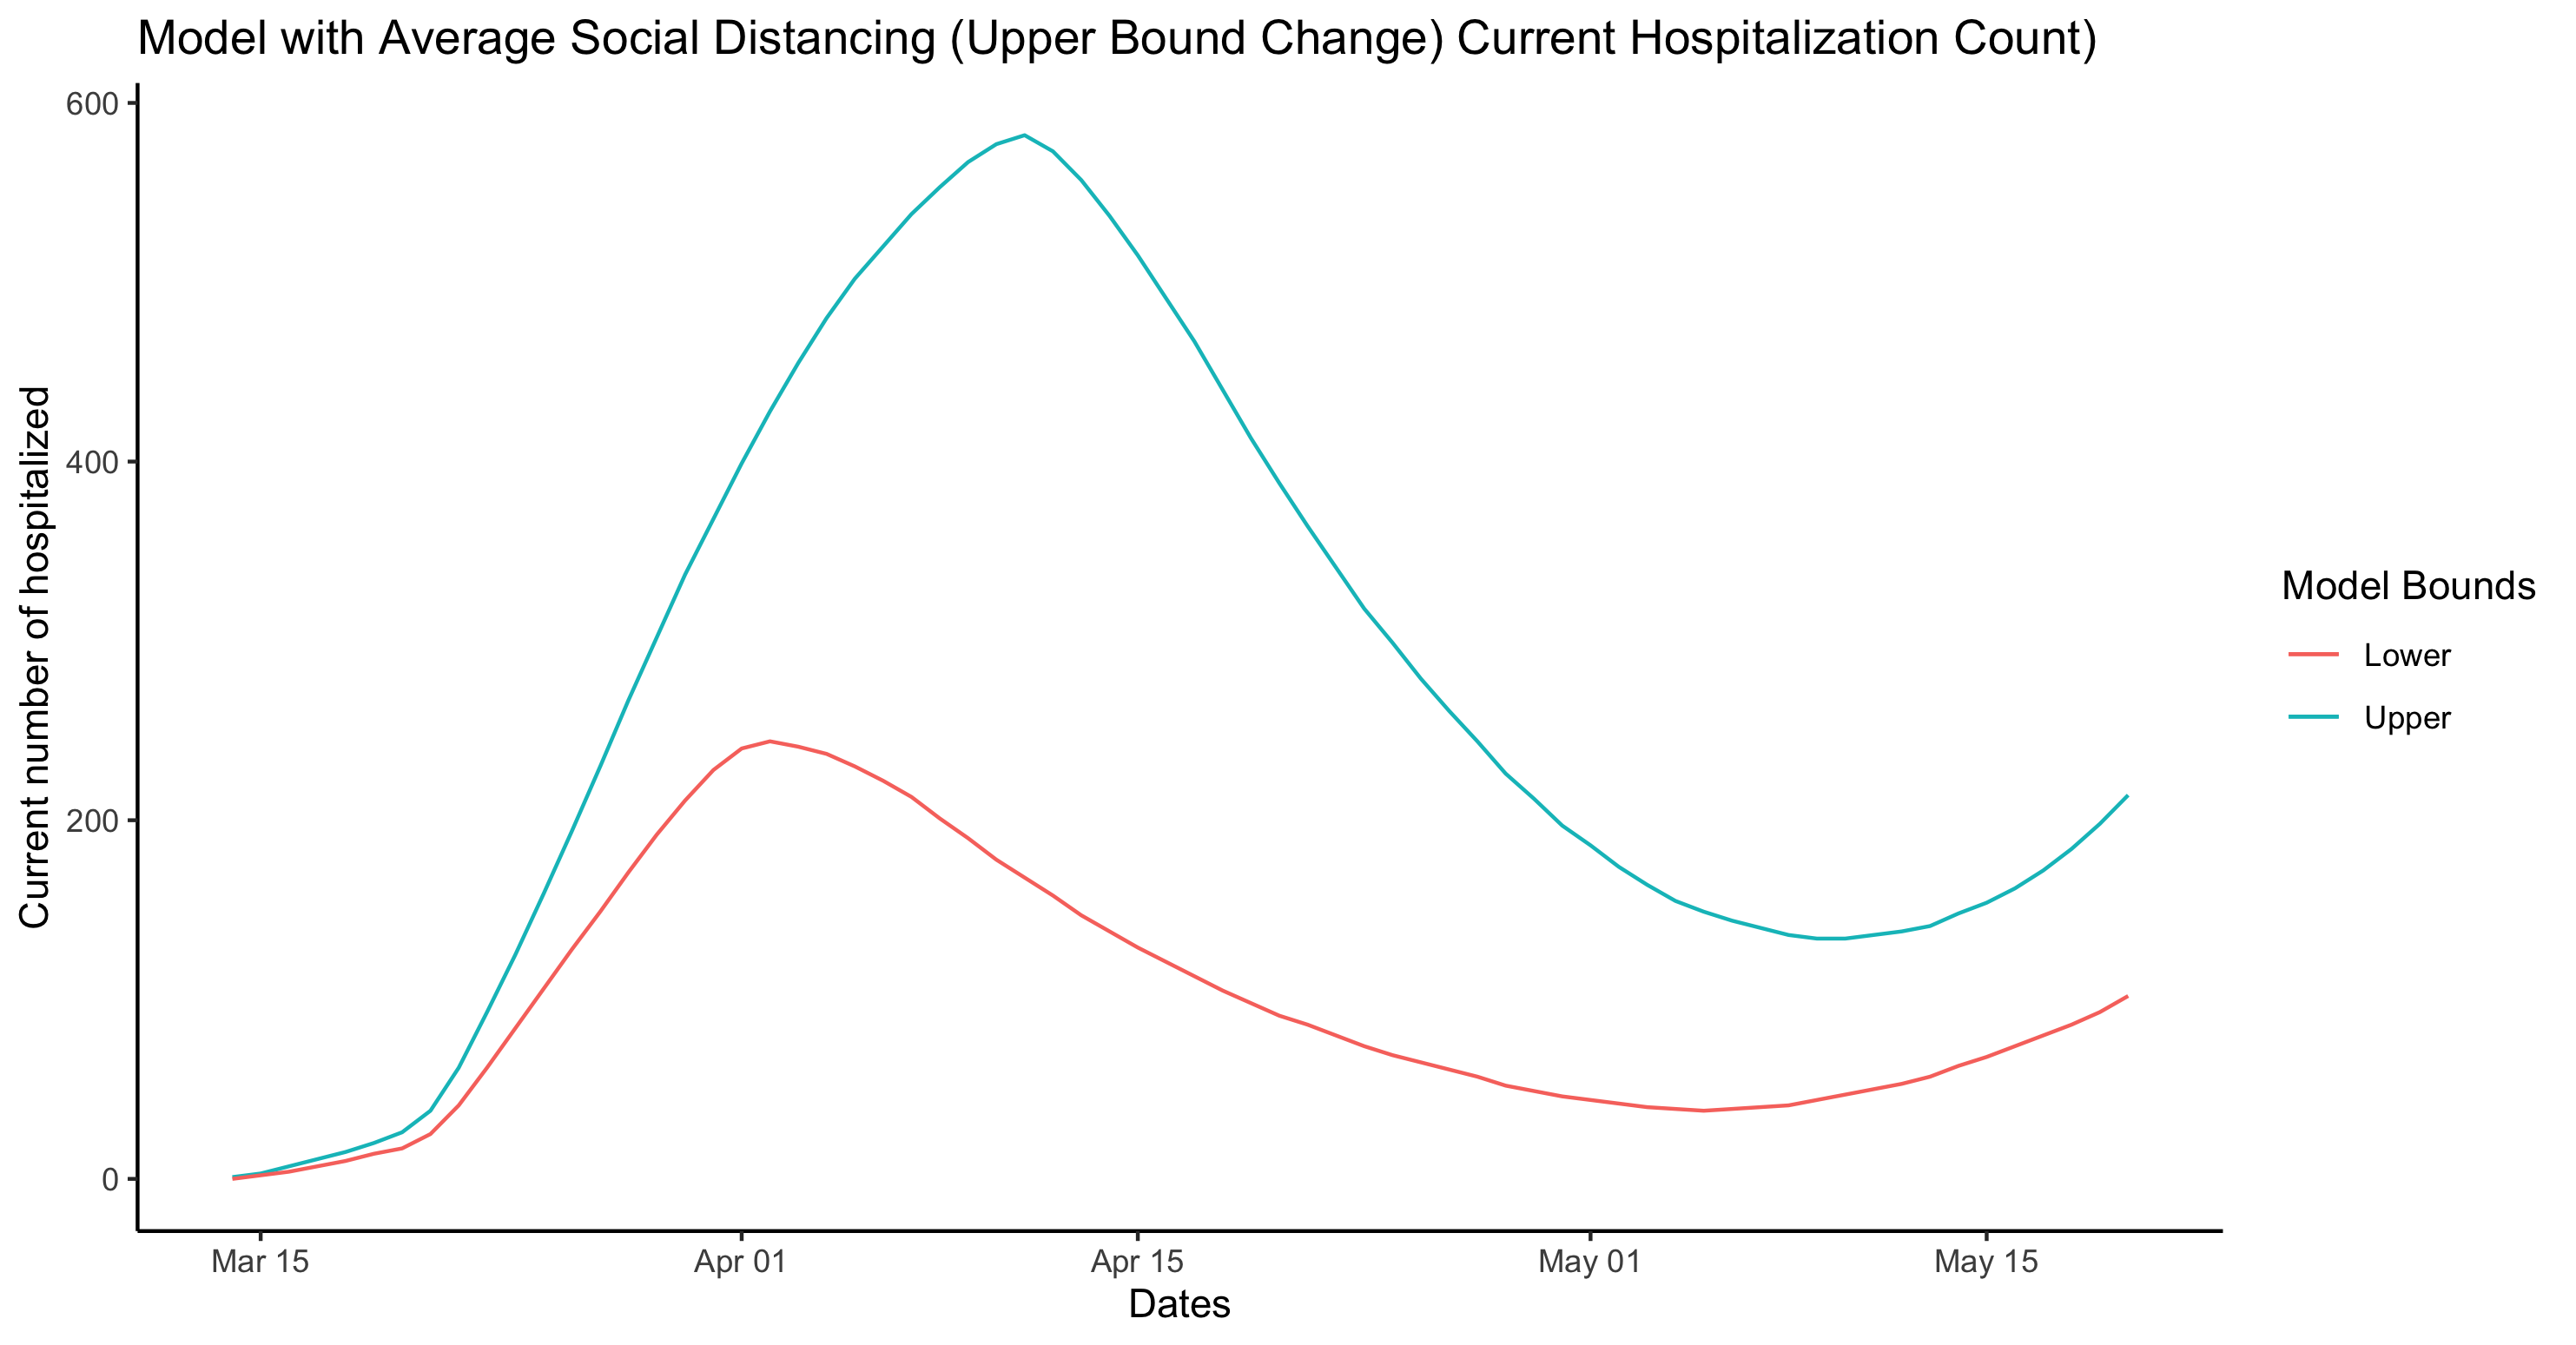 Model with Average Social Distancing (Upper Bound Change) Current Hospitalization Count)
Current number of hospitalized
600
400
200
0
Mar 15
Apr 01
Apr 15
May 01
May 15
Dates
Model Bounds
Lower
Upper